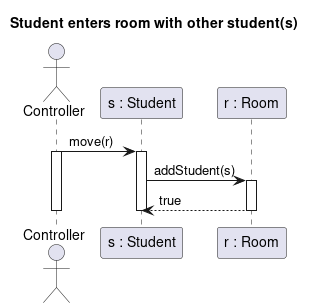 Student enters room with other student(s)
Controller
s : Student
r : Room
move(r)
addStudent(s)
true
Controller
s : Student
r : Room